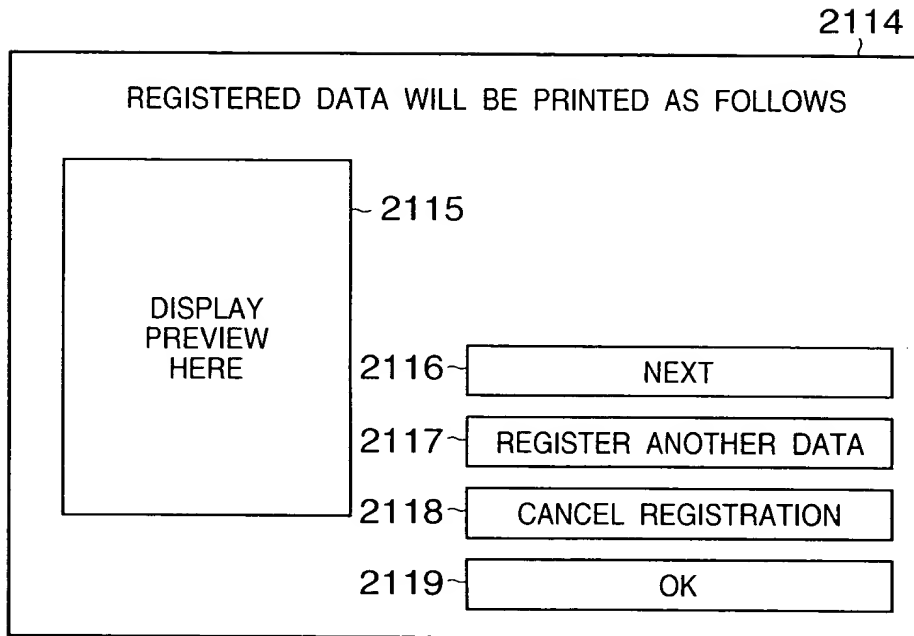 2114
REGISTERED DATA WILL BE PRINTED AS FOLLOWS
2115
DISPLAY
PREVIEW
HERE
2116
NEXT
2117
REGISTER ANOTHER DATA
2118
CANCEL REGISTRATION
2119
OK